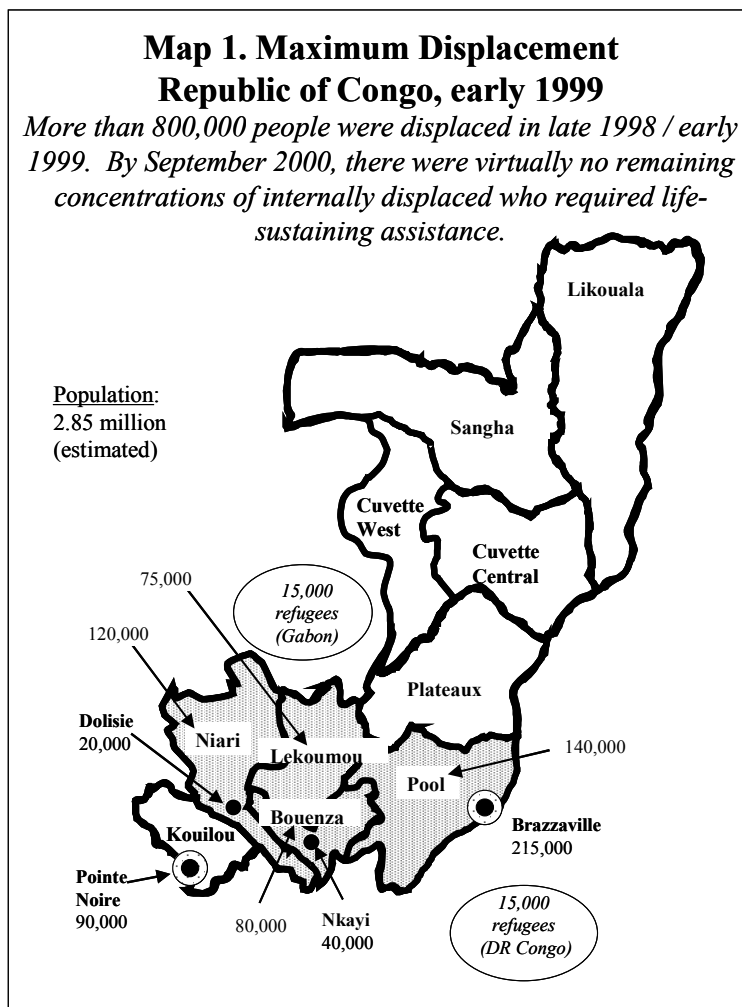 Map 1. Maximum Displacement
Republic of Congo, early 1999
More than 800,000 people were displaced in late 1998 / early
1999.  By September 2000, there were virtually no remaining
concentrations of internally displaced who required life-
sustaining assistance.
Likouala
Population:
2.85 million
(estimated)
Sangha
Cuvette
West
Cuvette
Central
75,000
15,000
refugees
(Gabon)
120,000
Plateaux
Dolisie
20,000
Niari
Lekoumou
140,000
Pool
Bouenza
Kouilou
Brazzaville
215,000
Pointe
Noire
90,000
80,000
Nkayi
40,000
15,000
refugees
(DR Congo)